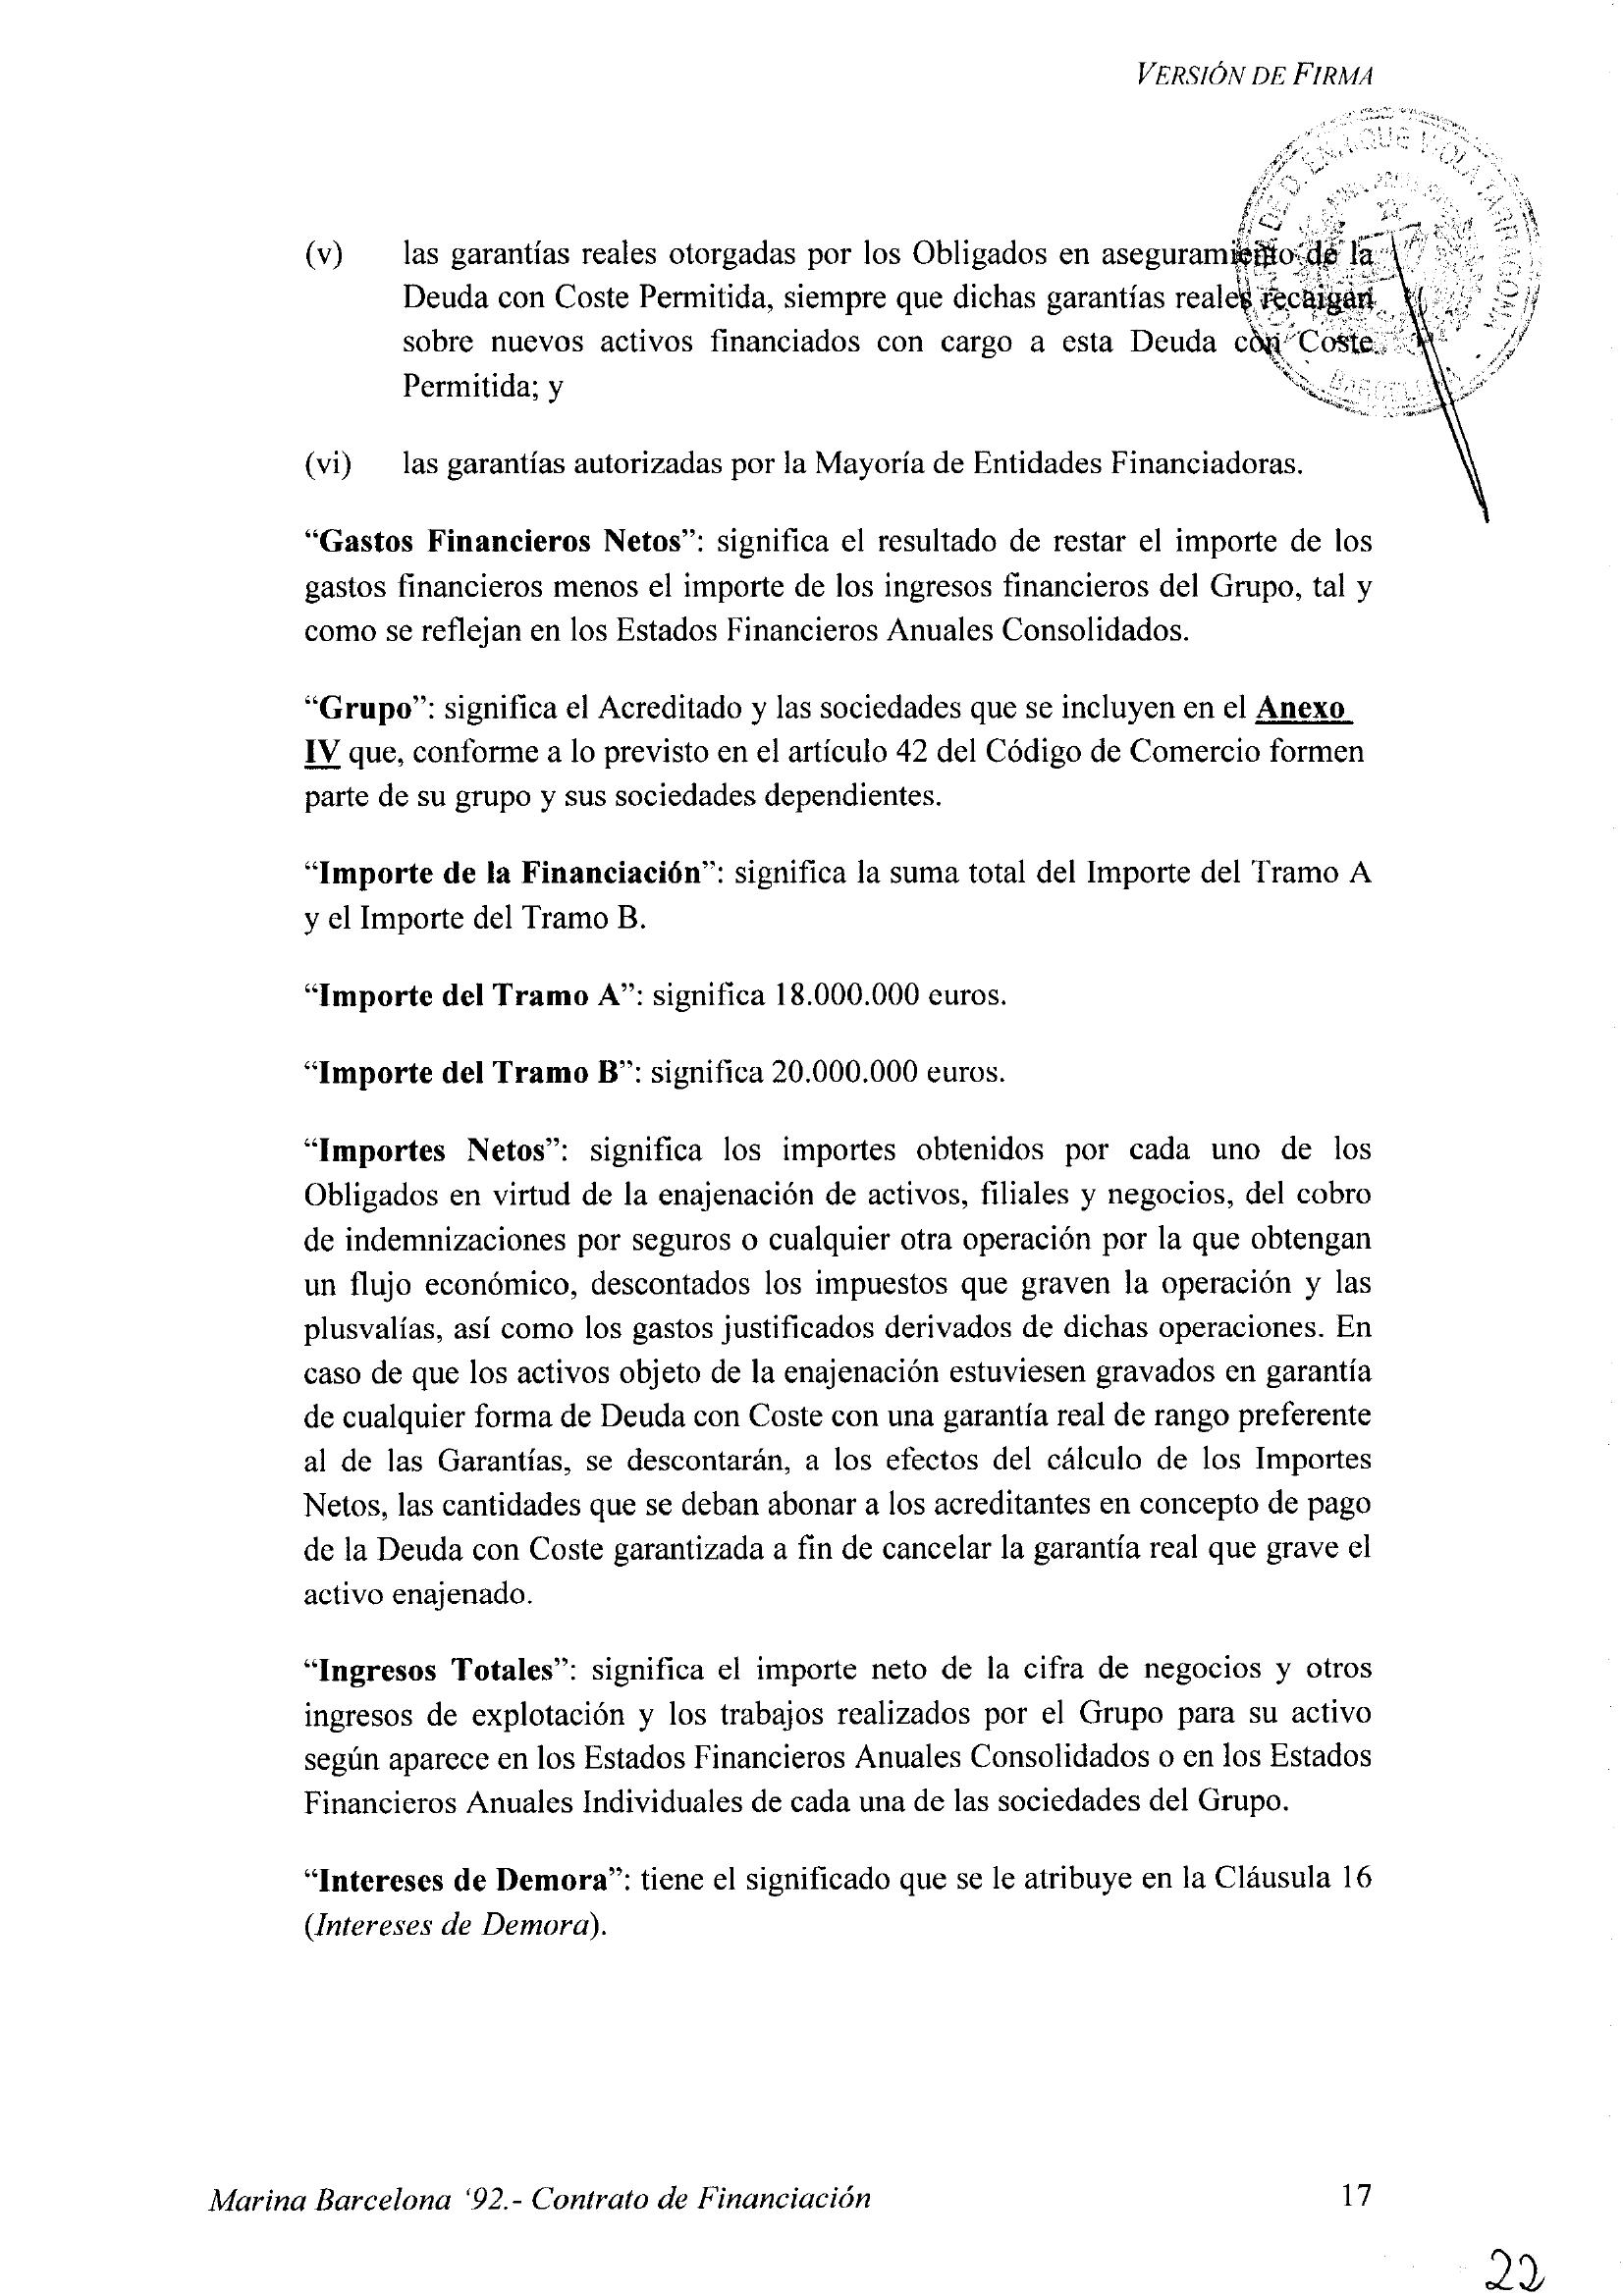 VERSIÓN DE FIRMA
(v) las garantías reales otorgadas por los Obligados en aseguramiento de la
Deuda con Coste Permitida, siempre que dichas garantías reales recaigan
sobre nuevos activos financiados con cargo a esta Deuda con Coste
Permitida; y
(vi) las garantías autorizadas por la Mayoría de Entidades Financiadoras.
“Gastos Financieros Netos”: significa el resultado de restar el importe de los
gastos financieros menos el importe de los ingresos financieros del Grupo, tal y
como se reflejan en los Estados Financieros Anuales Consolidados.
“Grupo”: significa el Acreditado y las sociedades que se incluyen en el Anexo
IV que, conforme a lo previsto en el artículo 42 del Código de Comercio formen
parte de su grupo y sus sociedades dependientes.
“Importe de la Financiación”: significa la suma total del Importe del Tramo A
y el Importe del Tramo B.
“Importe del Tramo A”: significa 18.000.000 euros.
“Importe del Tramo B”: significa 20.000.000 euros.
“Importes Netos”: significa los importes obtenidos por cada uno de los
Obligados en virtud de la enajenación de activos, filiales y negocios, del cobro
de indemnizaciones por seguros o cualquier otra operación por la que obtengan
un flujo económico, descontados los impuestos que graven la operación y las
plusvalías, así como los gastos justificados derivados de dichas operaciones. En
caso de que los activos objeto de la enajenación estuviesen gravados en garantía
de cualquier forma de Deuda con Coste con una garantía real de rango preferente
al de las Garantías, se descontarán, a los efectos del cálculo de los Importes
Netos, las cantidades que se deban abonar a los acreditantes en concepto de pago
de la Deuda con Coste garantizada a fin de cancelar la garantía real que grave el
activo enajenado.
“Ingresos Totales”: significa el importe neto de la cifra de negocios y otros
ingresos de explotación y los trabajos realizados por el Grupo para su activo
según aparece en los Estados Financieros Anuales Consolidados o en los Estados
Financieros Anuales Individuales de cada una de las sociedades del Grupo.
“Intereses de Demora”: tiene el significado que se le atribuye en la Cláusula 16
(Intereses de Demora).
Marina Barcelona ‘92.- Contrato de Financiación 17
22